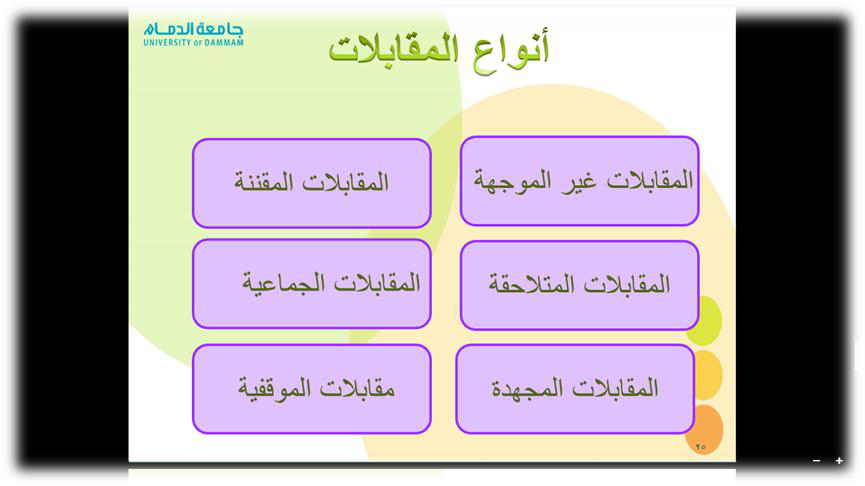 جامعة الدمام
UNIVERSITY OF DAMMAM
أنواع المقابلات
المقابلات غير الموجهة
المقابلات المقننة
المقابلات المتلاحقة
المقابلات الجماعية
المقابلات المجهدة
مقابلات الموقفية
٢٥